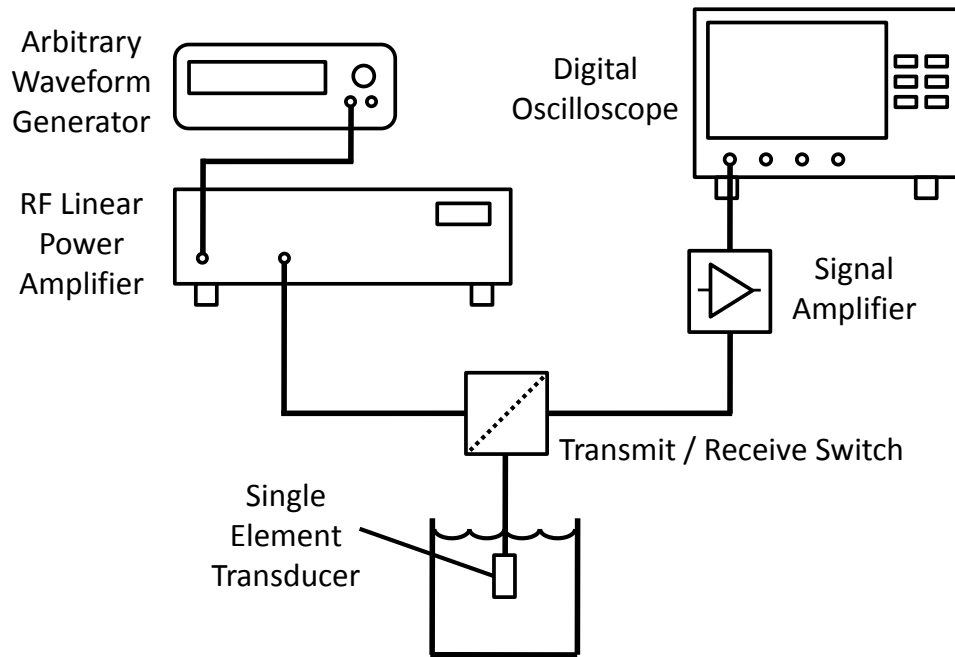 Arbitrary
Waveform
Generator
Digital
Oscilloscope
RF Linear
Power
Amplifier
Signal
Amplifier
Transmit / Receive Switch
Single
Element
Transducer